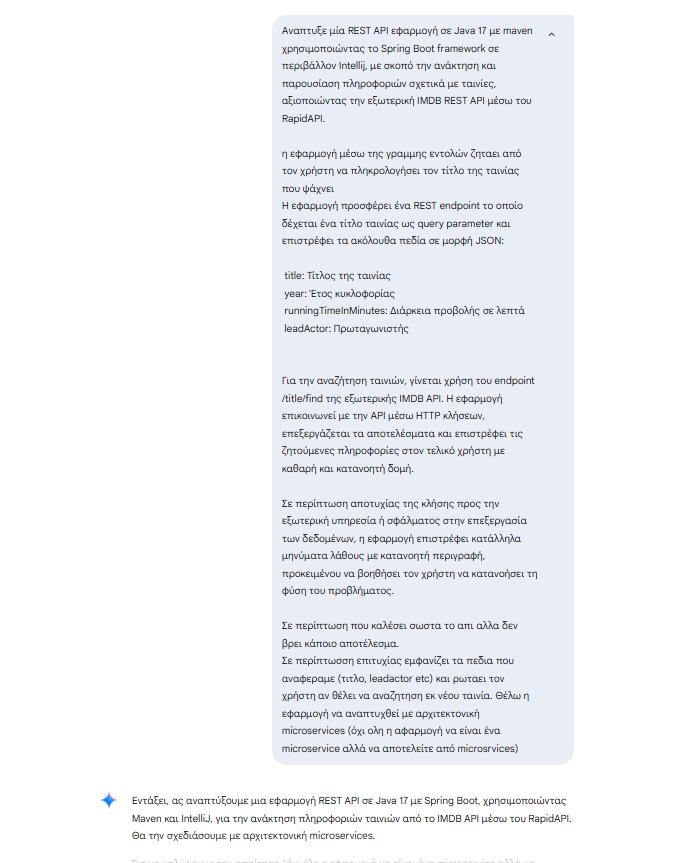 Αναπτυξε μία REST API εφαρμογή σε Java 17 με maven
χρησιμοποιώντας το Spring Boot framework σε
περιβάλλον Intellij, με σκοπό την ανάκτηση και
παρουσίαση πληροφοριών σχετικά με ταινίες,
αξιοποιώντας την εξωτερική IMDB REST API μέσω του
RapidAPI.
η εφαρμογή μέσω της γραμμης εντολών ζηταει από
τον χρήστη να πληκρολογήσει τον τίτλο της ταινίας
που ψάχνει
Η εφαρμογή προσφέρει ένα REST endpoint το οποίο
δέχεται ένα τίτλο ταινίας ως query parameter και
επιστρέφει τα ακόλουθα πεδία σε μορφή JSON:
title: Τίτλος της ταινίας
year: Έτος κυκλοφορίας
runningTimeInMinutes: Διάρκεια προβολής σε λεπτά
leadActor: Πρωταγωνιστής
Για την αναζήτηση ταινιών, γίνεται χρήση του endpoint
/title/find της εξωτερικής IMDB API. Η εφαρμογή
επικοινωνεί με την API μέσω HTTP κλήσεων,
επεξεργάζεται τα αποτελέσματα και επιστρέφει τις
ζητούμενες πληροφορίες στον τελικό χρήστη με
καθαρή και κατανοητή δομή.
Σε περίπτωση αποτυχίας της κλήσης προς την
εξωτερική υπηρεσία ή σφάλματος στην επεξεργασία
των δεδομένων, η εφαρμογή επιστρέφει κατάλληλα
μηνύματα λάθους με κατανοητή περιγραφή,
προκειμένου να βοηθήσει τον χρήστη να κατανοήσει τη
φύση του προβλήματος.
Σε περίπτωση που καλέσει σωστα το απι αλλα δεν
βρει κάποιο αποτέλεσμα.
Σε περίπτωσση επιτυχίας εμφανίζει τα πεδια που
αναφεραμε (τιτλο, leadactor etc) και ρωταει τον
χρήστη αν θέλει να αναζητηση εκ νέου ταινία. Θέλω η
εφαρμογή να αναπτυχθεί με αρχιτεκτονική
microservices (όχι ολη η αφαρμογή να είναι ένα
microservice αλλά να αποτελείτε από microsrvices)
Εντάξει, ας αναπτύξουμε μια εφαρμογή REST API σε Java 17 με Spring Boot, χρησιμοποιώντας
Maven και IntelliJ, για την ανάκτηση πληροφοριών ταινιών από το IMDB API μέσω του RapidAPI.
Θα την σχεδιάσουμε με αρχιτεκτονική microservices.